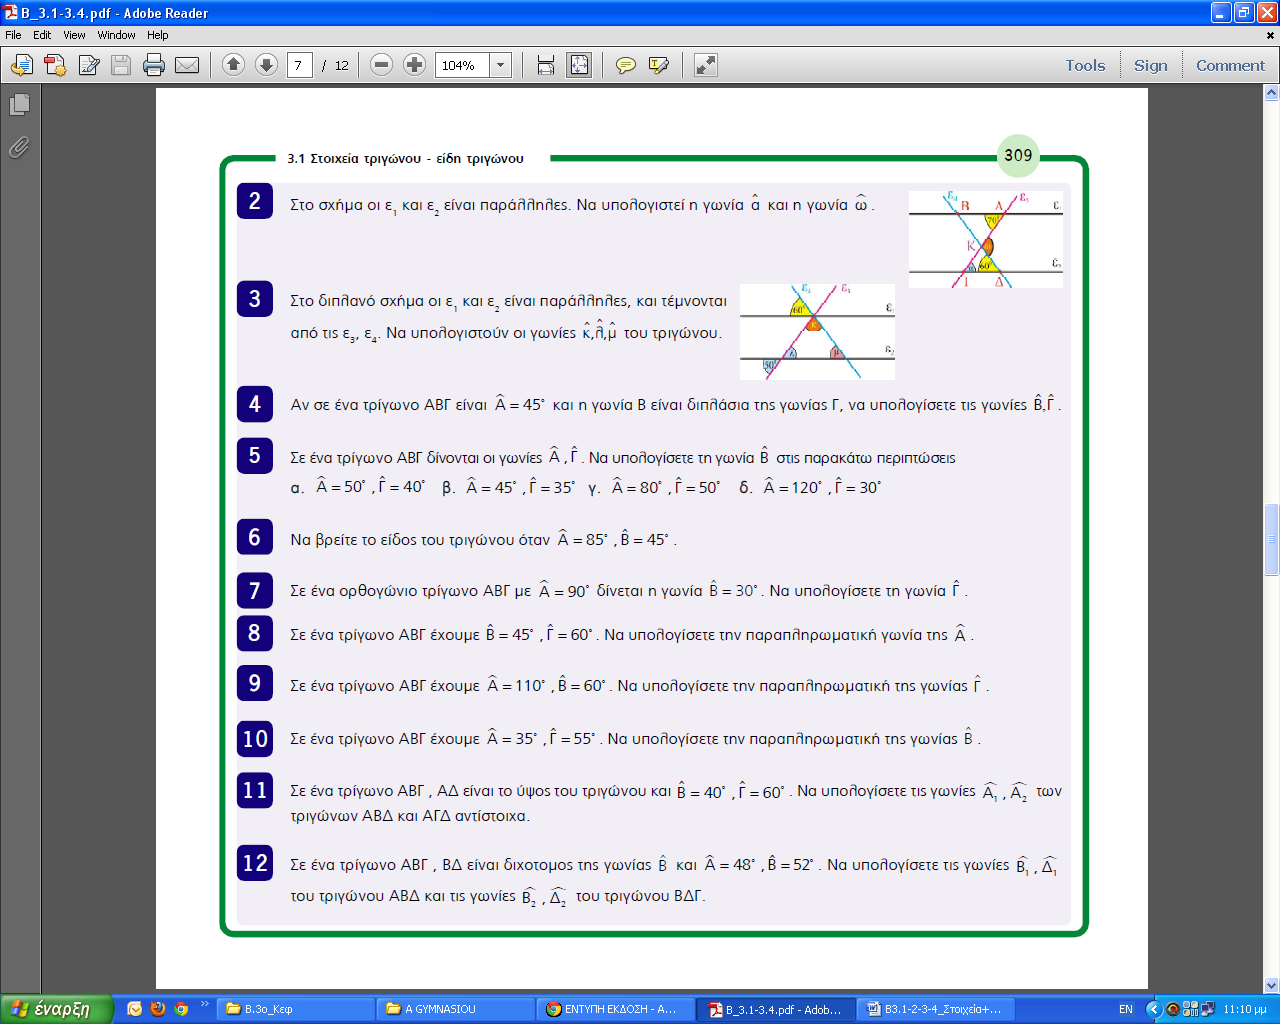 B_3.1-3.4.pdf - Adobe Reader
File Edit View Window Help
7 / 12 104% Tools Sign Comment
3.1 Στοιχεία τριγώνου - είδη τριγώνου 309
2 Στο σχήμα οι ε1 και ε2 είναι παράλληλες. Να υπολογιστεί η γωνία α̂ και η γωνία ω̂ .
B A 70° K 60° Δ
3 Στο διπλανό σχήμα οι ε1 και ε2 είναι παράλληλες, και τέμνονται
από τις ε3, ε4. Να υπολογιστούν οι γωνίες κ̂,λ̂,μ̂ του τριγώνου.
60° κ λ μ 50°
4 Αν σε ένα τρίγωνο ΑΒΓ είναι Â = 45° και η γωνία Β είναι διπλάσια της γωνίας Γ, να υπολογίσετε τις γωνίες Β̂,Γ̂ .
5 Σε ένα τρίγωνο ΑΒΓ δίνονται οι γωνίες Â ,Γ̂ . Να υπολογίσετε τη γωνία Β̂ στις παρακάτω περιπτώσεις
α. Â = 50° ,Γ̂ = 40° β. Â = 45° ,Γ̂ = 35° γ. Â = 80° ,Γ̂ = 50° δ. Â = 120° ,Γ̂ = 30°
6 Να βρείτε το είδος του τριγώνου όταν Â = 85° ,Β̂ = 45° .
7 Σε ένα ορθογώνιο τρίγωνο ΑΒΓ με Â = 90° δίνεται η γωνία Β̂ = 30° . Να υπολογίσετε τη γωνία Γ̂ .
8 Σε ένα τρίγωνο ΑΒΓ έχουμε Β̂ = 45° ,Γ̂ = 60° . Να υπολογίσετε την παραπληρωματική γωνία της Â .
9 Σε ένα τρίγωνο ΑΒΓ έχουμε Â = 110° ,Β̂ = 60° . Να υπολογίσετε την παραπληρωματική της γωνίας Γ̂ .
10 Σε ένα τρίγωνο ΑΒΓ έχουμε Â = 35° ,Γ̂ = 55° . Να υπολογίσετε την παραπληρωματική της γωνίας Β̂ .
11 Σε ένα τρίγωνο ΑΒΓ , ΑΔ είναι το ύψος του τριγώνου και Β̂ = 40° ,Γ̂ = 60° . Να υπολογίσετε τις γωνίες Â1 , Â2 των
τριγώνων ΑΒΔ και ΑΓΔ αντίστοιχα.
12 Σε ένα τρίγωνο ΑΒΓ , ΒΔ είναι διχοτομος της γωνίας Β̂ και Â = 48° ,Β̂ = 52° . Να υπολογίσετε τις γωνίες Β̂1 , Δ̂1
του τριγώνου ΑΒΔ και τις γωνίες Β̂2 , Δ̂2 του τριγώνου ΒΔΓ.
έναρξη B.3o_Κεφ A GYMNASIOU ΕΝΤΥΠΗ ΕΚΔΟΣΗ - Α... B_3.1-3.4.pdf - Adob... B3.1-2-3-4_Στοιχεία+... EN 11:10 μμ